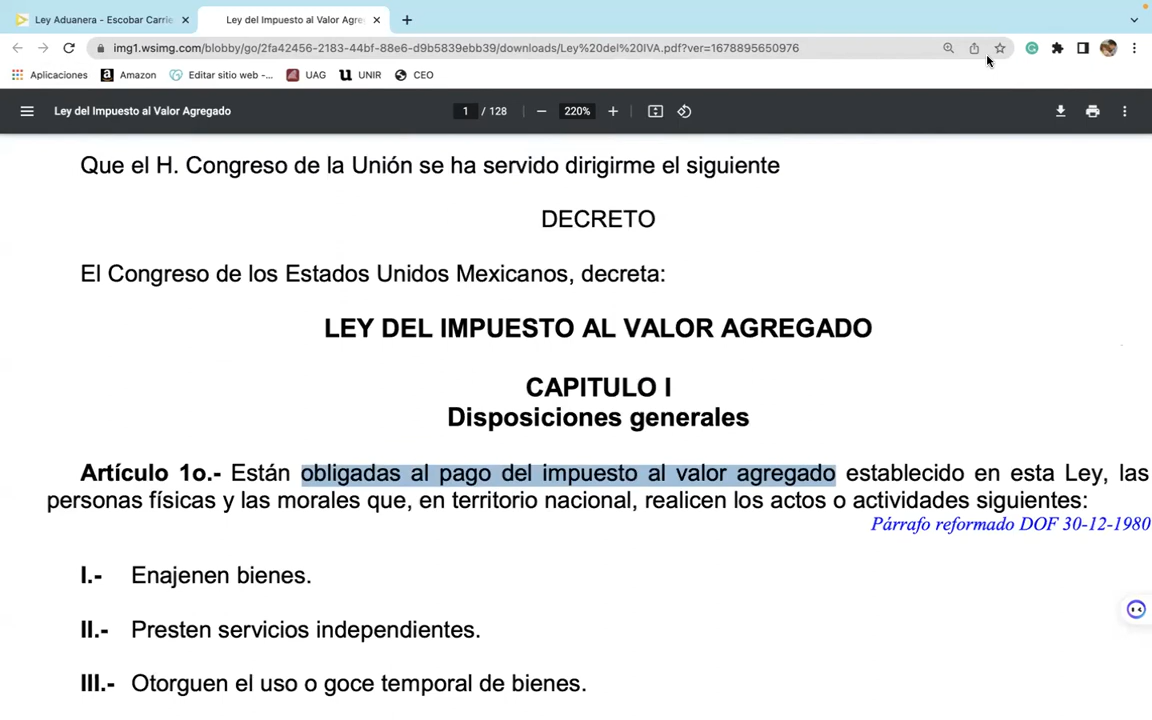 Ley Aduanera - Escobar Carrie
Ley del Impuesto al Valor Agre
img1.wsimg.com/blobby/go/2fa42456-2183-44bf-88e6-d9b5839ebb39/downloads/Ley%20del%20IVA.pdf?ver=1678895650976
Aplicaciones Amazon Editar sitio web -... UAG UNIR CEO
Ley del Impuesto al Valor Agregado 1 / 128 220%
Que el H. Congreso de la Unión se ha servido dirigirme el siguiente
DECRETO
El Congreso de los Estados Unidos Mexicanos, decreta:
LEY DEL IMPUESTO AL VALOR AGREGADO
CAPITULO I
Disposiciones generales
Artículo 1o.- Están obligadas al pago del impuesto al valor agregado establecido en esta Ley, las
personas físicas y las morales que, en territorio nacional, realicen los actos o actividades siguientes:
Párrafo reformado DOF 30-12-1980
I.- Enajenen bienes.
II.- Presten servicios independientes.
III.- Otorguen el uso o goce temporal de bienes.